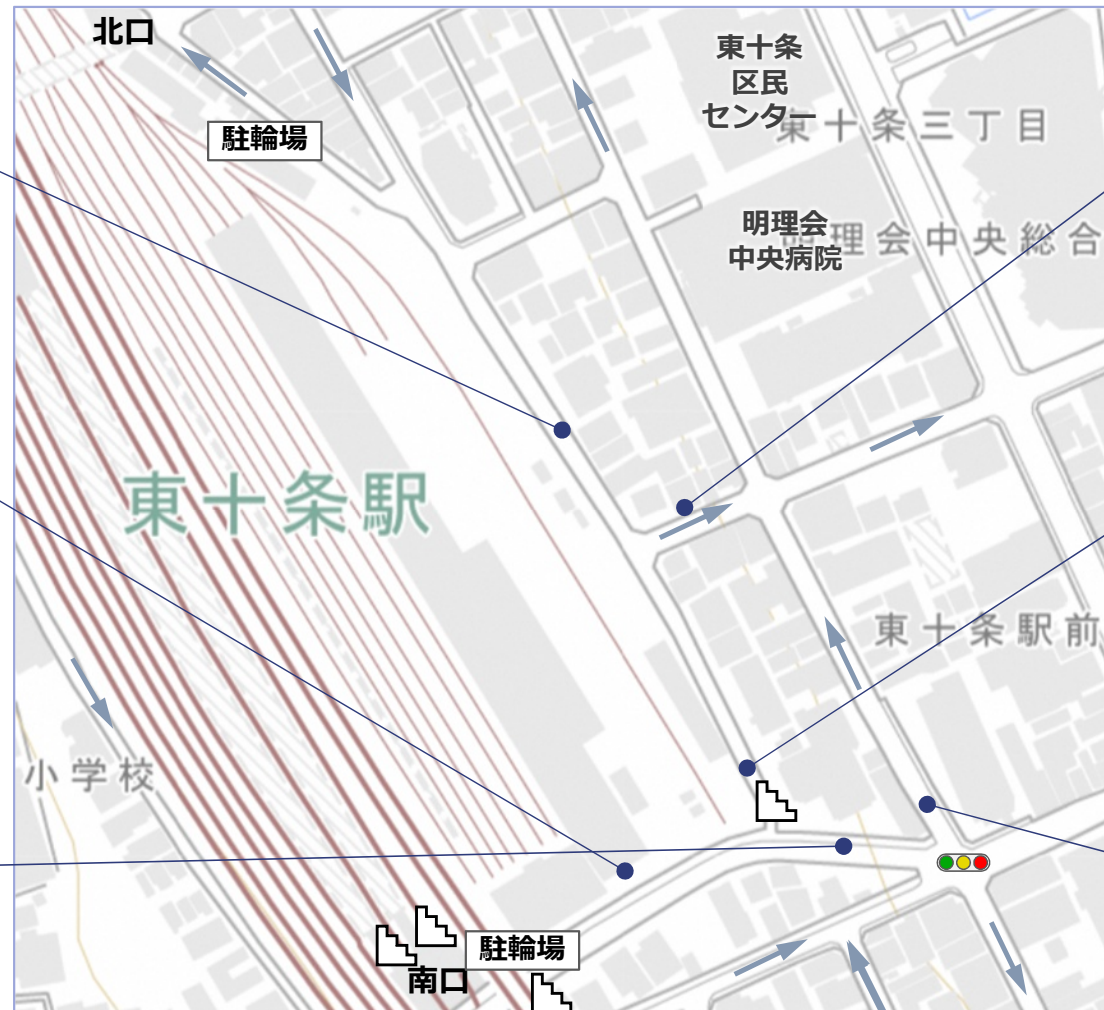 北口
東十条
区民
センター
東十条三丁目
駐輪場
明理会
中央病院
明理会中央総合
東十条駅
東十条駅前
小学校
駐輪場
南口